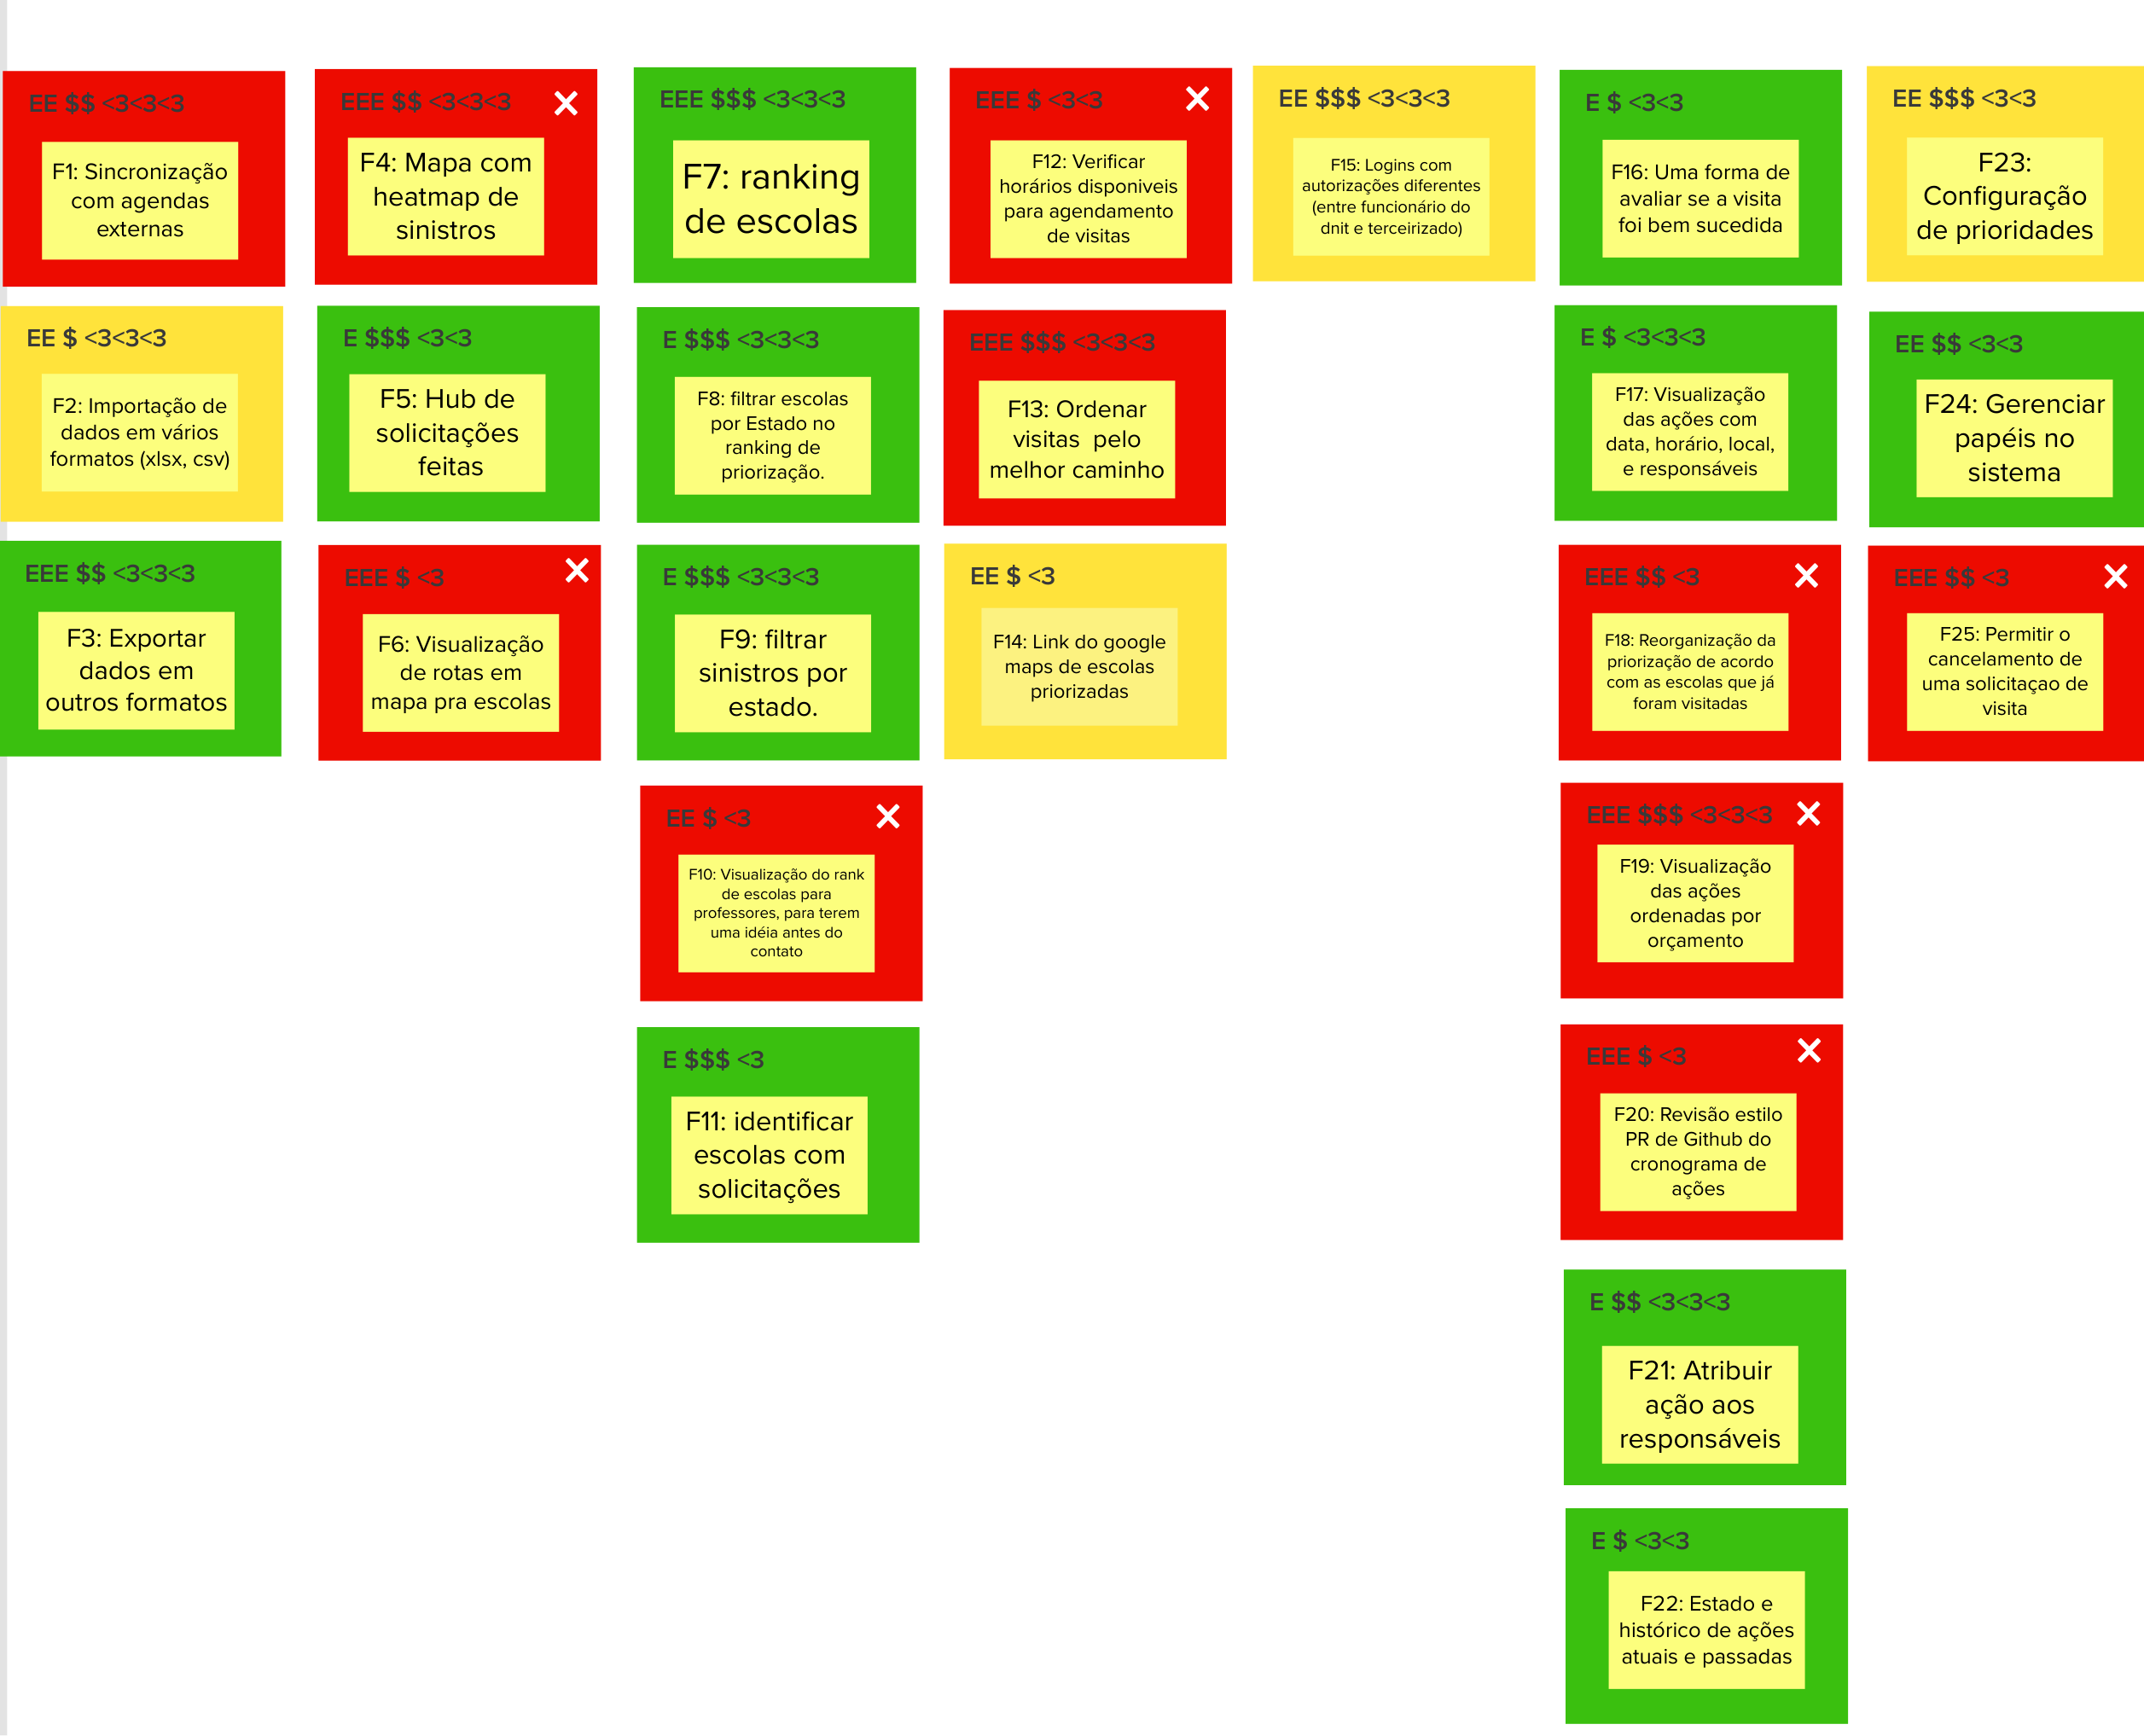 EE $$ <3<3<3
F1: Sincronização
com agendas
externas
EE $ <3<3<3
F2: Importação de
dados em vários
formatos (xlsx, csv)
EEE $$ <3<3<3
F3: Exportar
dados em
outros formatos
EEE $$ <3<3<3
F4: Mapa com
heatmap de
sinistros
E $$$ <3<3
F5: Hub de
solicitações
feitas
EEE $ <3
F6: Visualização
de rotas em
mapa pra escolas
EEE $$$ <3<3<3
F7: ranking
de escolas
E $$$ <3<3<3
F8: filtrar escolas
por Estado no
ranking de
priorização.
E $$$ <3<3<3
F9: filtrar
sinistros por
estado.
EE $ <3
F10: Visualização do rank
de escolas para
professores, para terem
uma idéia antes do
contato
E $$$ <3
F11: identificar
escolas com
solicitações
EEE $ <3<3
F12: Verificar
horários disponiveis
para agendamento
de visitas
EEE $$$ <3<3<3
F13: Ordenar
visitas pelo
melhor caminho
EE $ <3
F14: Link do google
maps de escolas
priorizadas
EE $$$ <3<3<3
F15: Logins com
autorizações diferentes
(entre funcionário do
dnit e terceirizado)
E $ <3<3
F16: Uma forma de
avaliar se a visita
foi bem sucedida
E $ <3<3<3
F17: Visualização
das ações com
data, horário, local,
e responsáveis
EEE $$ <3
F18: Reorganização da
priorização de acordo
com as escolas que já
foram visitadas
EEE $$$ <3<3<3
F19: Visualização
das ações
ordenadas por
orçamento
EEE $ <3
F20: Revisão estilo
PR de Github do
cronograma de
ações
E $$ <3<3<3
F21: Atribuir
ação aos
responsáveis
E $ <3<3
F22: Estado e
histórico de ações
atuais e passadas
EE $$$ <3<3
F23:
Configuração
de prioridades
EE $$ <3<3
F24: Gerenciar
papéis no
sistema
EEE $$ <3
F25: Permitir o
cancelamento de
uma solicitaçao de
visita